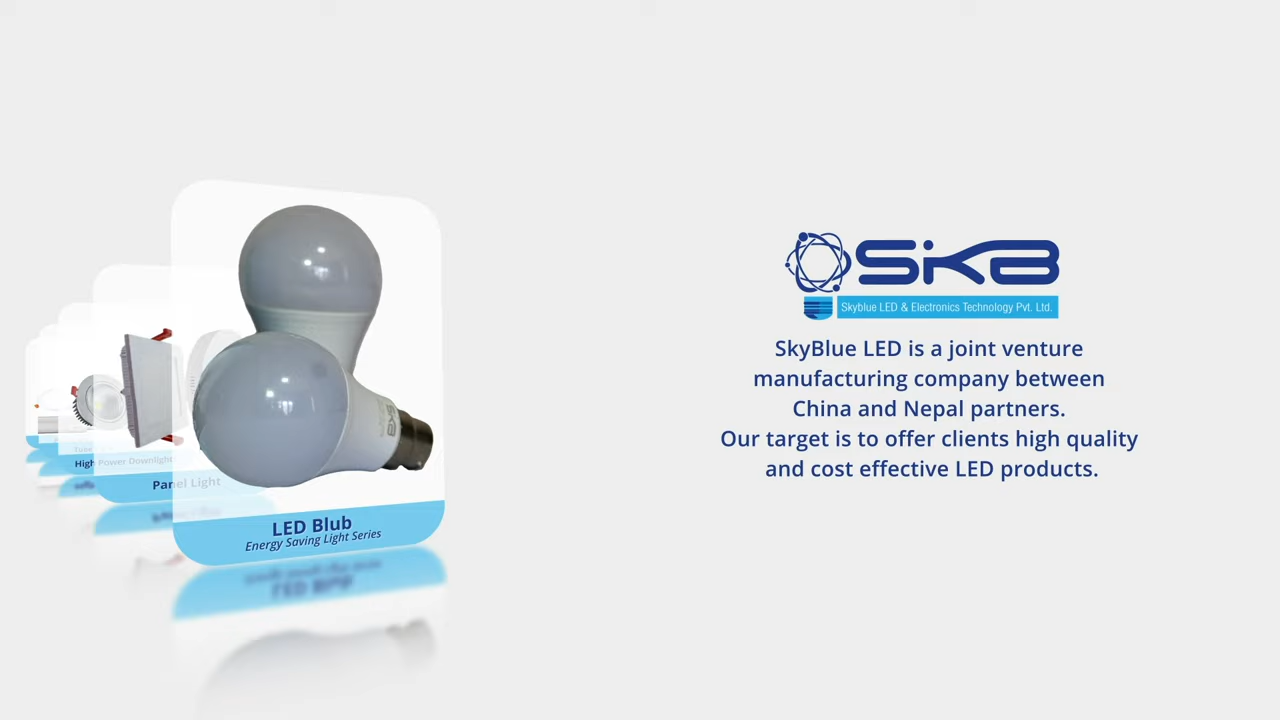 SKB
Skyblue LED & Electronics Technology Pvt. Ltd.
SkyBlue LED is a joint venture
manufacturing company between
China and Nepal partners.
Our target is to offer clients high quality
and cost effective LED products.
SKB
LED Blub
Energy Saving Light Series
Panel Light
High Power Downlight
Tube